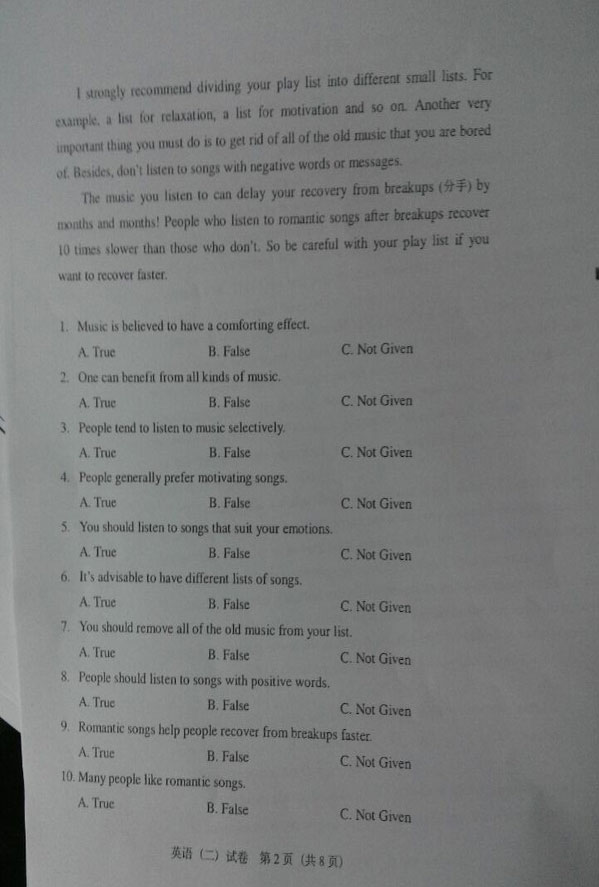 I strongly recommend dividing your play list into different small lists. For
example, a list for relaxation, a list for motivation and so on. Another very
important thing you must do is to get rid of all of the old music that you are bored
of. Besides, don't listen to songs with negative words or messages.
The music you listen to can delay your recovery from breakups (分手) by
months and months! People who listen to romantic songs after breakups recover
10 times slower than those who don't. So be careful with your play list if you
want to recover faster.
1. Music is believed to have a comforting effect.
A. True B. False C. Not Given
2. One can benefit from all kinds of music.
A. True B. False C. Not Given
3. People tend to listen to music selectively.
A. True B. False C. Not Given
4. People generally prefer motivating songs.
A. True B. False C. Not Given
5. You should listen to songs that suit your emotions.
A. True B. False C. Not Given
6. It's advisable to have different lists of songs.
A. True B. False C. Not Given
7. You should remove all of the old music from your list.
A. True B. False C. Not Given
8. People should listen to songs with positive words.
A. True B. False C. Not Given
9. Romantic songs help people recover from breakups faster.
A. True B. False C. Not Given
10. Many people like romantic songs.
A. True B. False C. Not Given
英语（二）试卷 第2页（共8页）